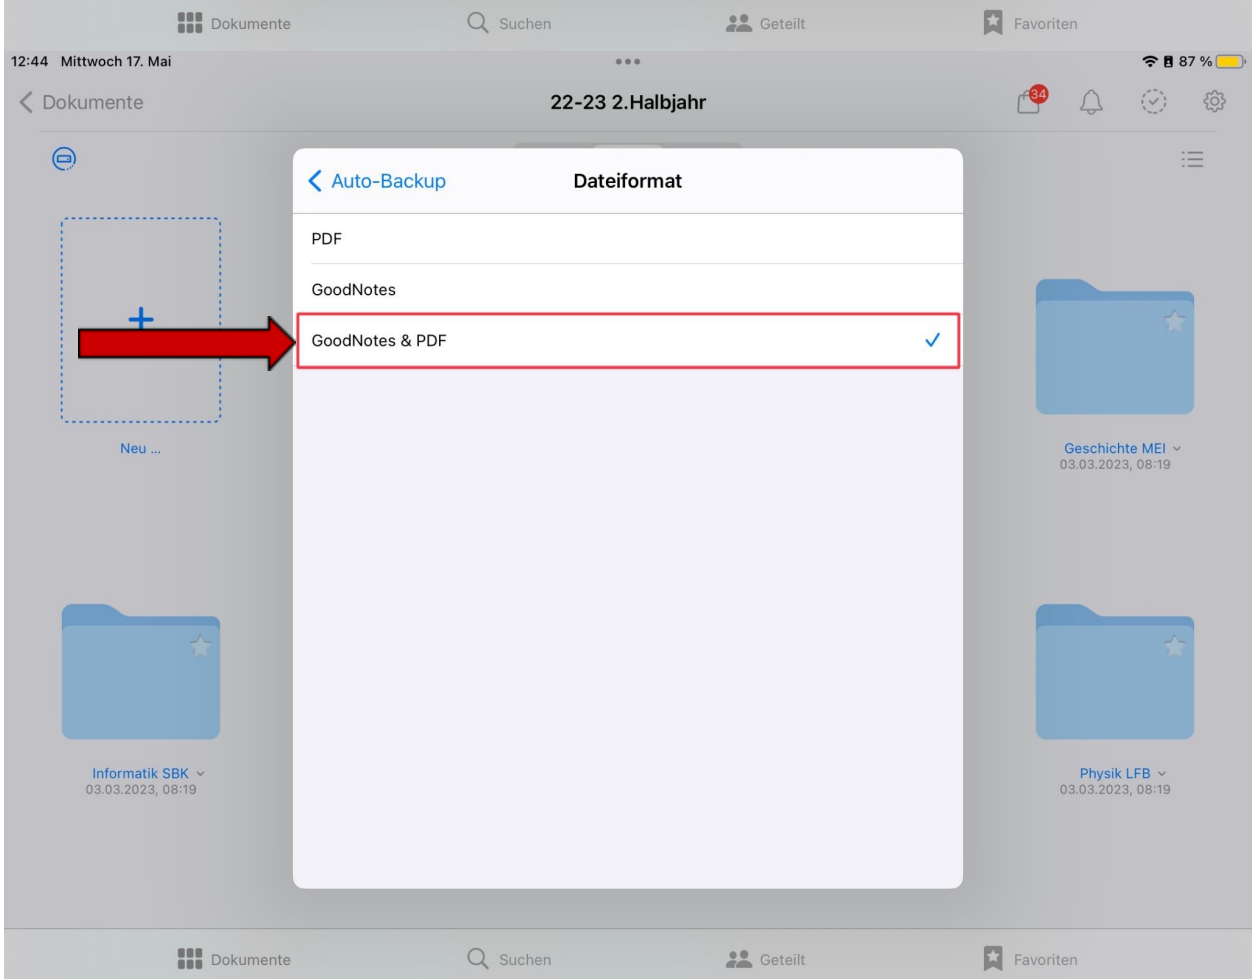 Dokumente Suchen Geteilt Favoriten
12:44 Mittwoch 17. Mai 87 %
Dokumente 22-23 2.Halbjahr 34
Auto-Backup Dateiformat
PDF
GoodNotes
GoodNotes & PDF
Neu ...
Geschichte MEI
03.03.2023, 08:19
Informatik SBK
03.03.2023, 08:19
Physik LFB
03.03.2023, 08:19
Dokumente Suchen Geteilt Favoriten